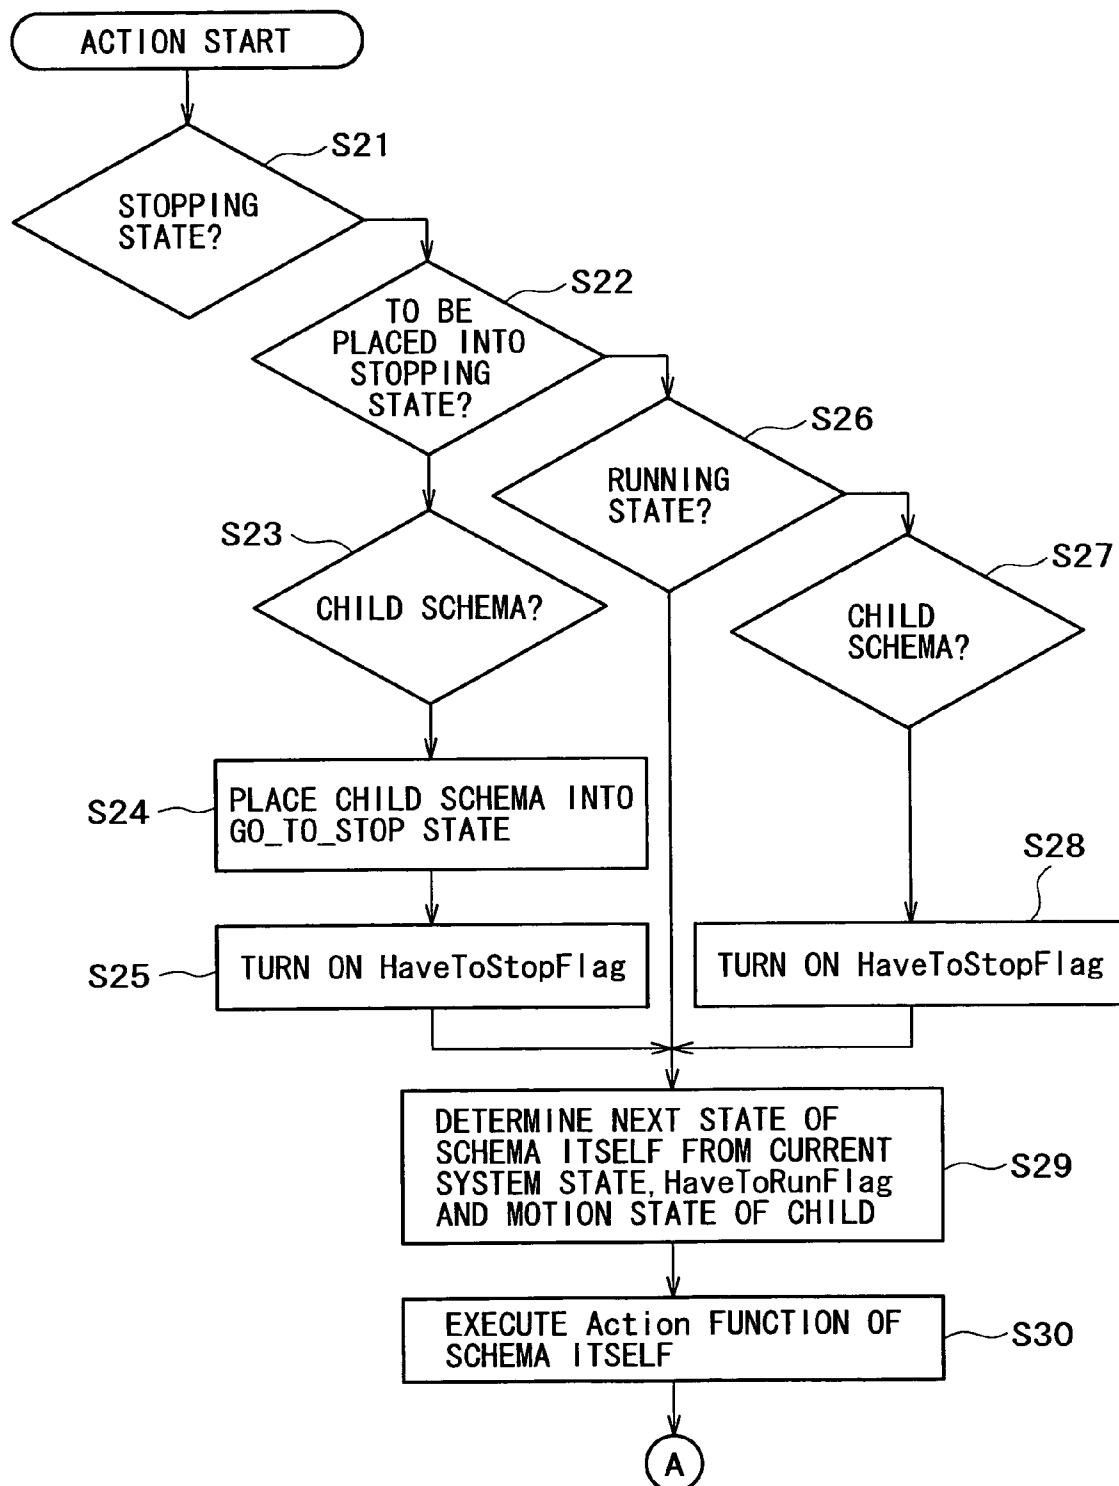 ACTION START
S21
STOPPING
STATE?
S22
TO BE
PLACED INTO
STOPPING
STATE?
S26
RUNNING
STATE?
S23
CHILD SCHEMA?
S27
CHILD
SCHEMA?
S24
PLACE CHILD SCHEMA INTO
GO_TO_STOP STATE
S28
S25
TURN ON HaveToStopFlag
TURN ON HaveToStopFlag
DETERMINE NEXT STATE OF
SCHEMA ITSELF FROM CURRENT
SYSTEM STATE, HaveToRunFlag
AND MOTION STATE OF CHILD
S29
EXECUTE Action FUNCTION OF
SCHEMA ITSELF
S30
A